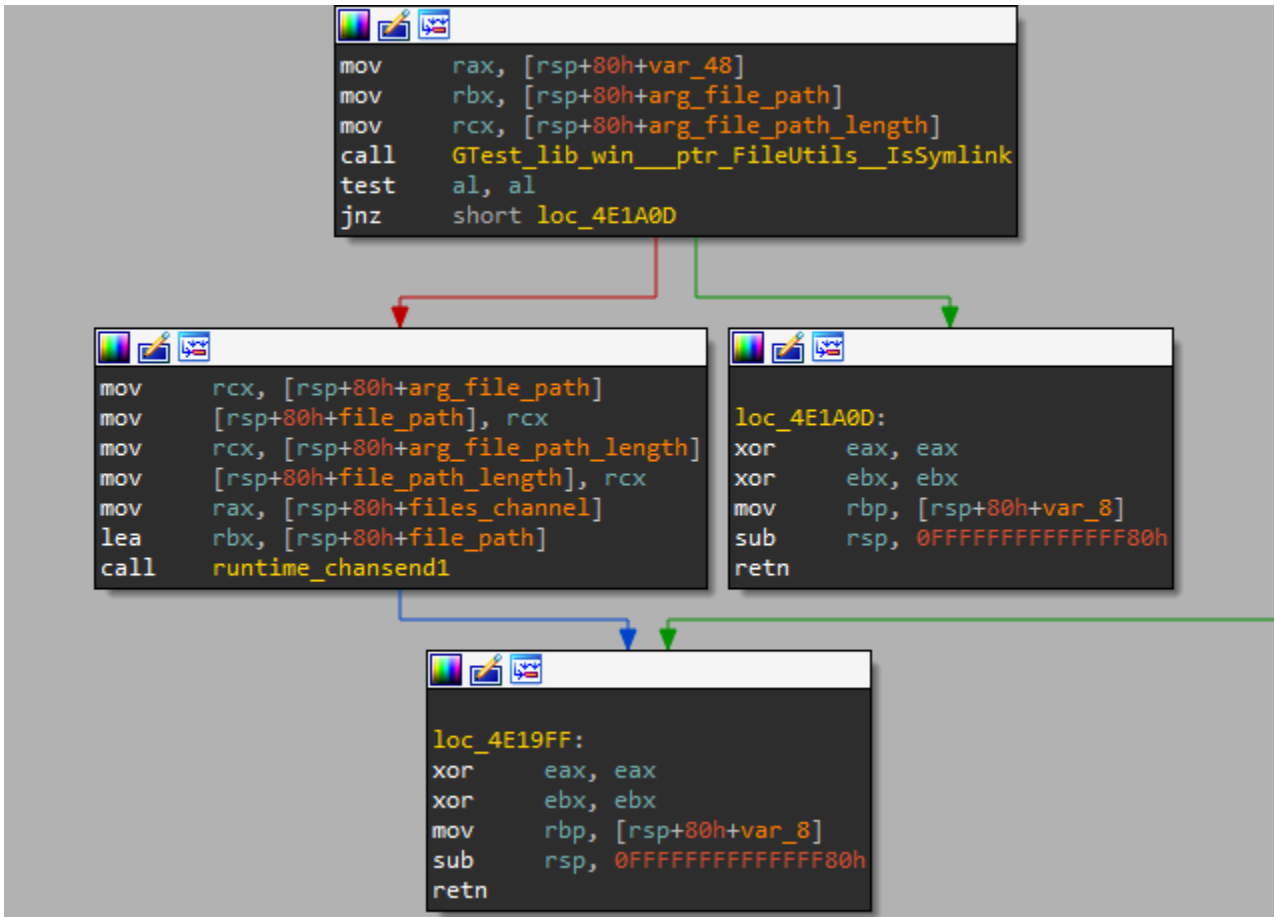 mov rax, [rsp+80h+var_48]
mov rbx, [rsp+80h+arg_file_path]
mov rcx, [rsp+80h+arg_file_path_length]
call GTest_lib_win___ptr_FileUtils__IsSymlink
test al, al
jnz short loc_4E1A0D
mov rcx, [rsp+80h+arg_file_path]
mov [rsp+80h+file_path], rcx
mov rcx, [rsp+80h+arg_file_path_length]
mov [rsp+80h+file_path_length], rcx
mov rax, [rsp+80h+files_channel]
lea rbx, [rsp+80h+file_path]
call runtime_chansend1
loc_4E1A0D:
xor eax, eax
xor ebx, ebx
mov rbp, [rsp+80h+var_8]
sub rsp, 0FFFFFFFFFFFFFF80h
retn
loc_4E19FF:
xor eax, eax
xor ebx, ebx
mov rbp, [rsp+80h+var_8]
sub rsp, 0FFFFFFFFFFFFFF80h
retn